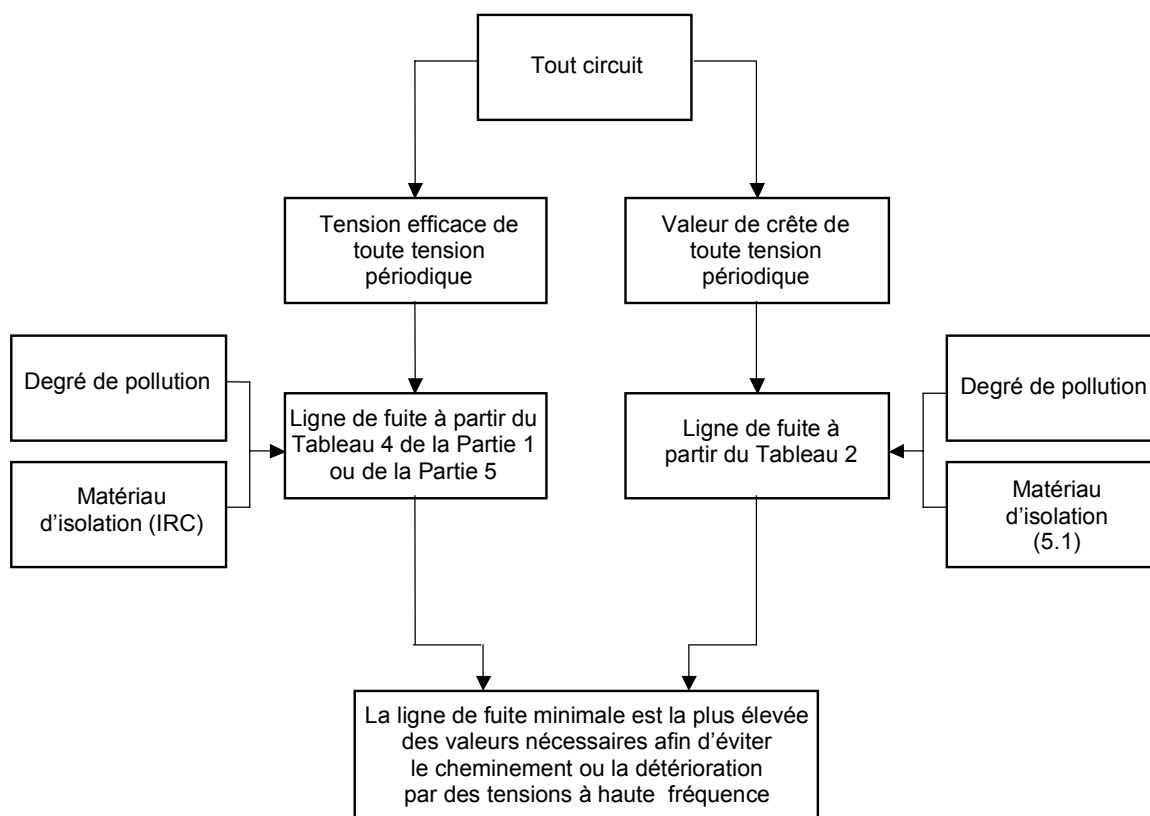 Tout circuit
Tension efficace de
toute tension
périodique
Valeur de crête de
toute tension
périodique
Degré de pollution
Matériau
d'isolation (IRC)
Ligne de fuite à partir du
Tableau 4 de la Partie 1
ou de la Partie 5
Ligne de fuite à
partir du Tableau 2
Degré de pollution
Matériau
d'isolation
(5.1)
La ligne de fuite minimale est la plus élevée
des valeurs nécessaires afin d'éviter
le cheminement ou la détérioration
par des tensions à haute fréquence